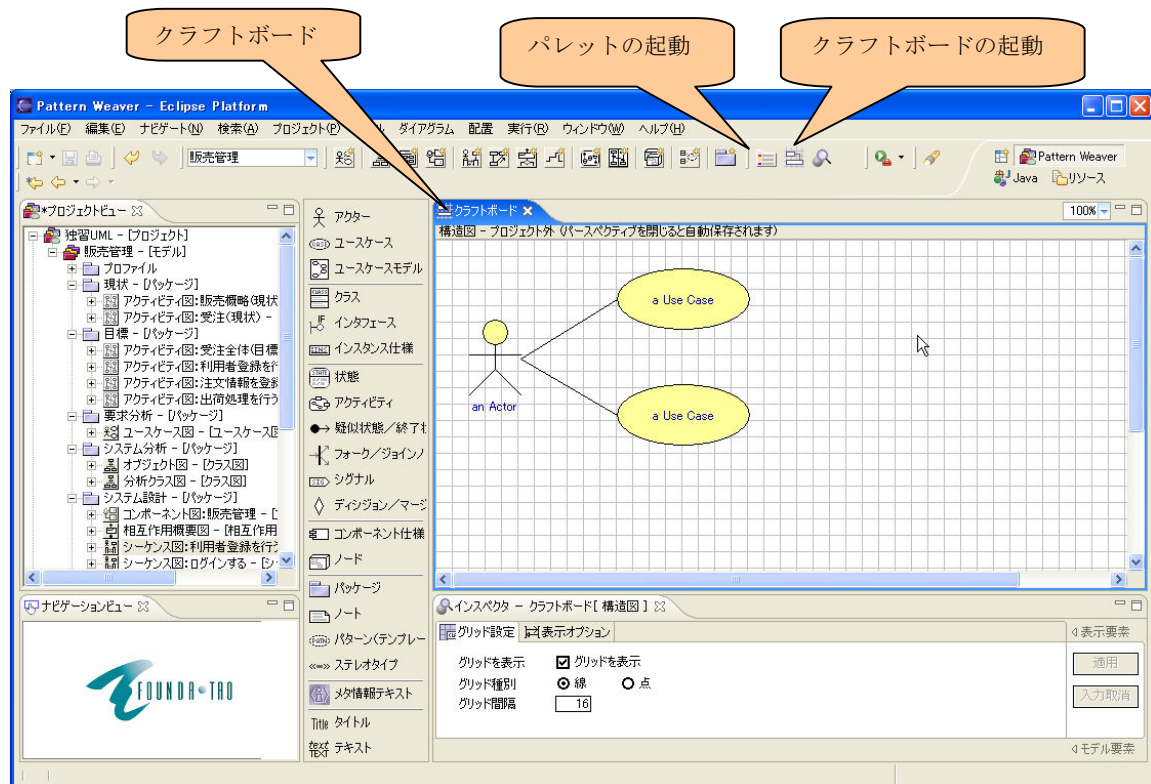 クラフトボード
パレットの起動
クラフトボードの起動
Pattern Weaver - Eclipse Platform
ファイル(F) 編集(E) ナビゲート(N) 検索(A) プロジェクト(P) ダイアグラム 配置 実行(R) ウィンドウ(W) ヘルプ(H)
販売管理
Pattern Weaver
Java リソース
*プロジェクトビュー
独習UML - [プロジェクト]
販売管理 - [モデル]
プロファイル
現状 - [パッケージ]
アクティビティ図:販売概略(現状
アクティビティ図:受注(現状) -
目標 - [パッケージ]
アクティビティ図:受注全体(目標
アクティビティ図:利用者登録を行
アクティビティ図:注文情報を登録
アクティビティ図:出荷処理を行う
要求分析 - [パッケージ]
ユースケース図 - [ユースケース図
システム分析 - [パッケージ]
オブジェクト図 - [クラス図]
分析クラス図 - [クラス図]
システム設計 - [パッケージ]
コンポーネント図:販売管理 - [
相互作用概要図 - [相互作用
シーケンス図:利用者登録を行う
シーケンス図:ログインする - [シ
ナビゲーションビュー
FOUNDATAO
アクター
ユースケース
ユースケースモデル
クラス
インタフェース
インスタンス仕様
状態
アクティビティ
疑似状態/終了
フォーク/ジョイン/
シグナル
ディシジョン/マージ
コンポーネント仕様
ノード
パッケージ
ノート
パターン(テンプレー
ステレオタイプ
メタ情報テキスト
Title タイトル
TEXT テキスト
クラフトボード
100%
構造図 - プロジェクト外 (パースペクティブを閉じると自動保存されます)
a Use Case
an Actor
a Use Case
インスペクタ - クラフトボード[ 構造図 ]
グリッド設定 表示オプション
表示要素
グリッドを表示 グリッドを表示
グリッド種別 線 点
グリッド間隔 16
適用
入力取消
モデル要素